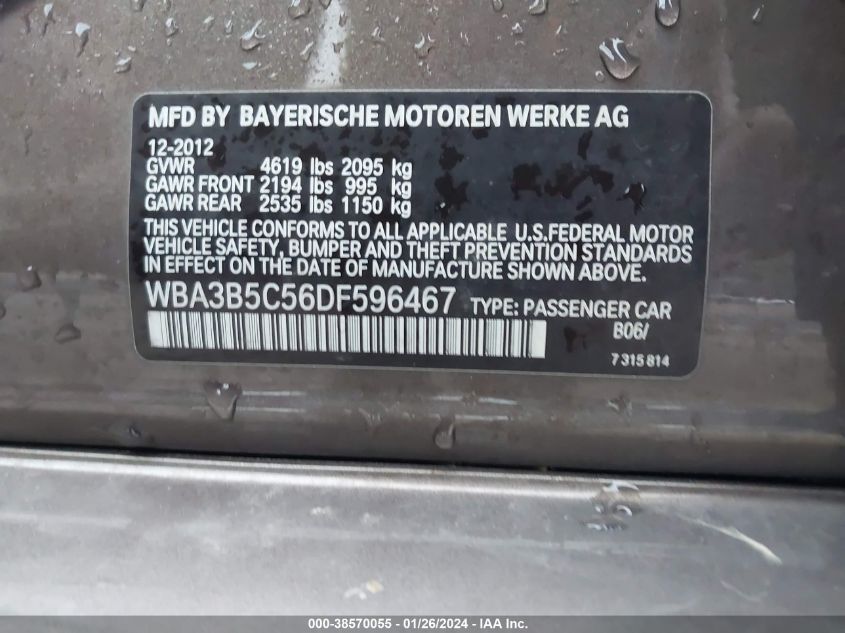 MFD BY BAYERISCHE MOTOREN WERKE AG
12-2012
GVWR 4619 lbs 2095 kg
GAWR FRONT 2194 lbs 995 kg
GAWR REAR 2535 lbs 1150 kg
THIS VEHICLE CONFORMS TO ALL APPLICABLE U.S.FEDERAL MOTOR
VEHICLE SAFETY, BUMPER AND THEFT PREVENTION STANDARDS
IN EFFECT ON THE DATE OF MANUFACTURE SHOWN ABOVE.
WBA3B5C56DF596467 TYPE: PASSENGER CAR
B06/
7315814
000-38570055 - 01/26/2024 - IAA Inc.